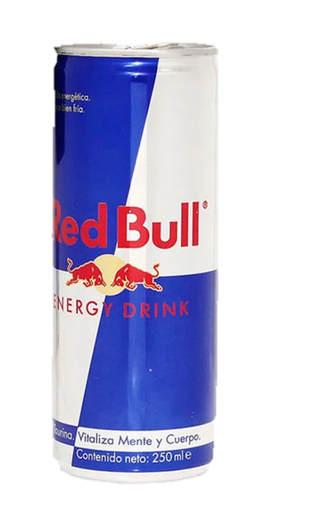 energética.
bien fría.
Red Bull®
ENERGY DRINK
Taurina. Vitaliza Mente y Cuerpo.
Contenido neto: 250 ml e